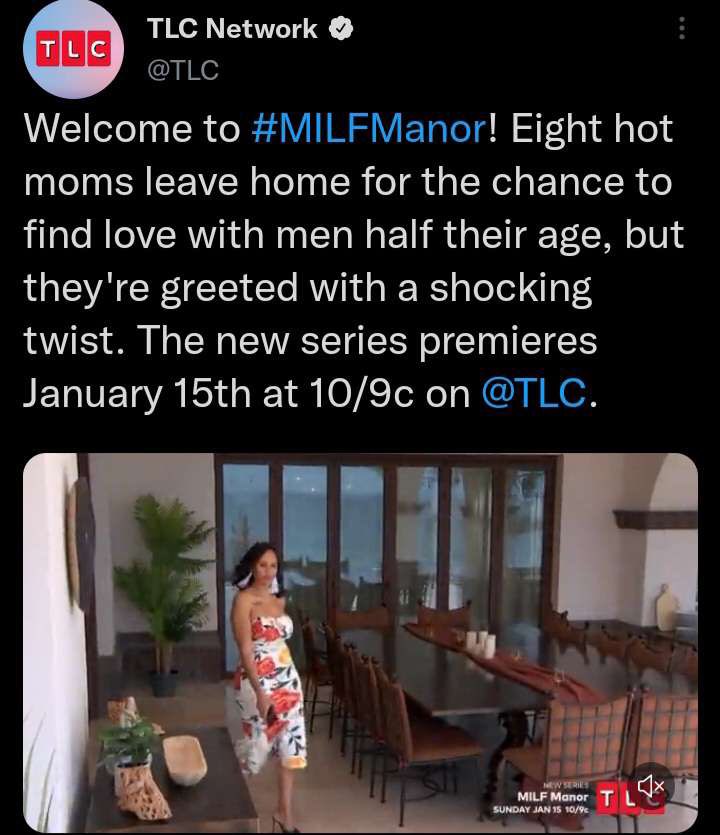 TLC
TLC Network
@TLC
Welcome to #MILFManor! Eight hot
moms leave home for the chance to
find love with men half their age, but
they're greeted with a shocking
twist. The new series premieres
January 15th at 10/9c on @TLC.
NEW SERIES
MILF Manor
SUNDAY JAN 15 10/9c
TLC